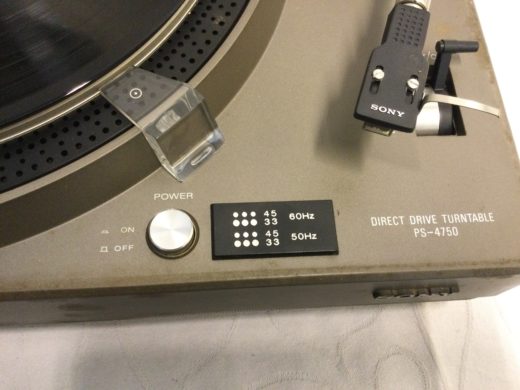 SONY
POWER
ON
OFF
45 60Hz
33
45 50Hz
33
DIRECT DRIVE TURNTABLE
PS-4750